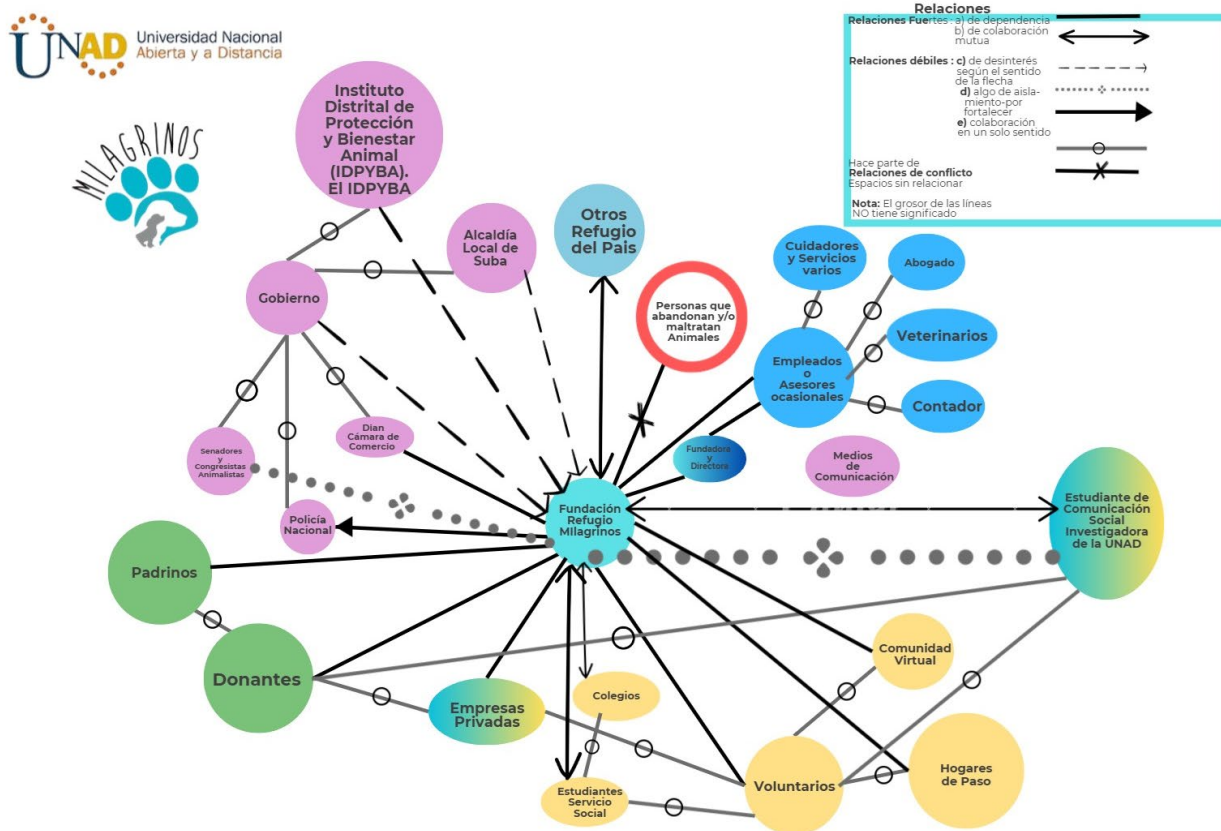 UNAD
Universidad Nacional
Abierta y a Distancia
MILAGRINOS
Relaciones
Relaciones Fuertes : a) de dependencia
b) de colaboración
mutua
Relaciones débiles : c) de desinterés
según el sentido
de la flecha
d) algo de aisla-
miento-por
fortalecer
e) colaboración
en un solo sentido
Hace parte de
Relaciones de conflicto
Espacios sin relacionar
Nota: El grosor de las líneas
NO tiene significado
Instituto
Distrital de
Protección
y Bienestar
Animal
(IDPYBA).
El IDPYBA
Alcaldía
Local de
Suba
Otros
Refugio
del Pais
Gobierno
Personas que
abandonan y/o
maltratan
Animales
Cuidadores
y Servicios
varios
Abogado
Veterinarios
Empleados
o
Asesores
ocasionales
Contador
Dian
Cámara de
Comercio
Senadores
y
Congresistas
Animalistas
Fundadora
y
Directora
Medios
de
Comunicación
Policía
Nacional
Fundación
Refugio
Milagrinos
Estudiante de
Comunicación
Social
Investigadora
de la UNAD
Padrinos
Donantes
Empresas
Privadas
Colegios
Comunidad
Virtual
Estudiantes
Servicio
Social
Voluntarios
Hogares
de Paso